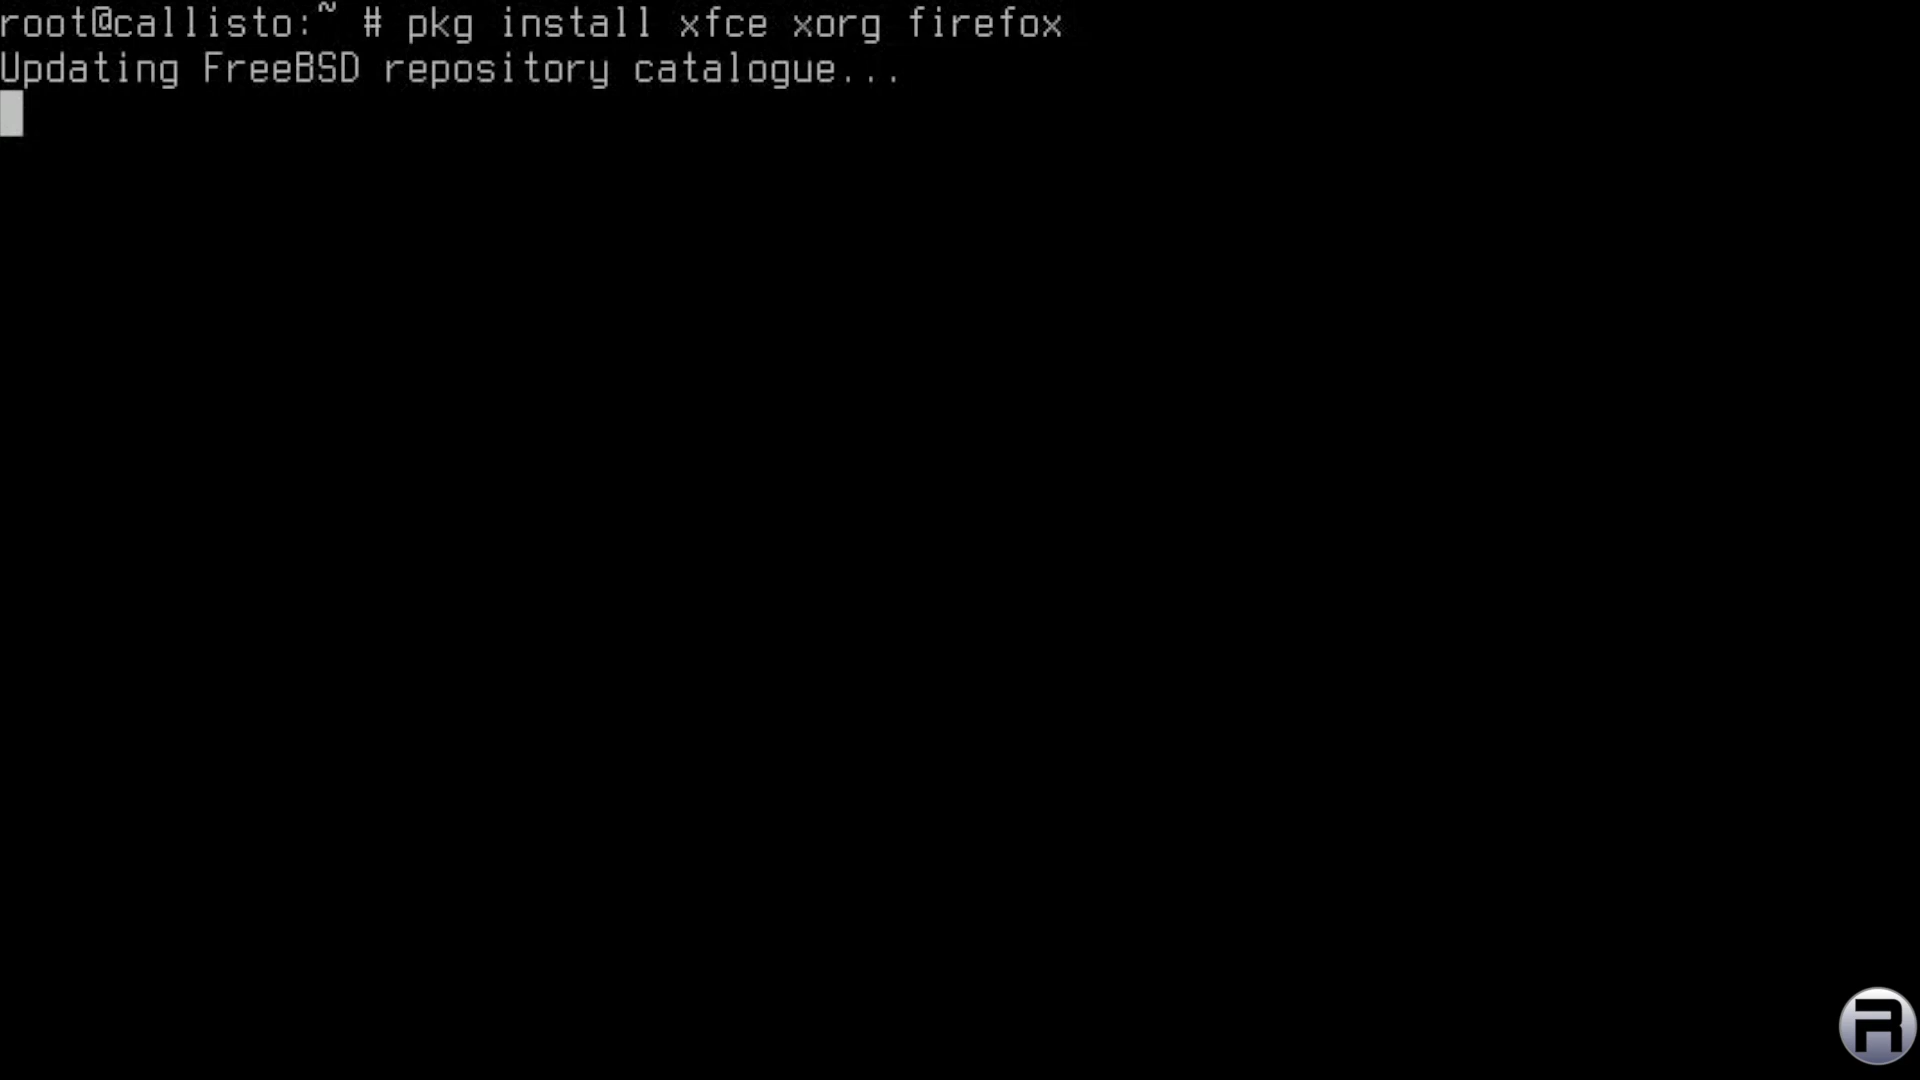 root@callisto:~ # pkg install xfce xorg firefox
Updating FreeBSD repository catalogue...
R